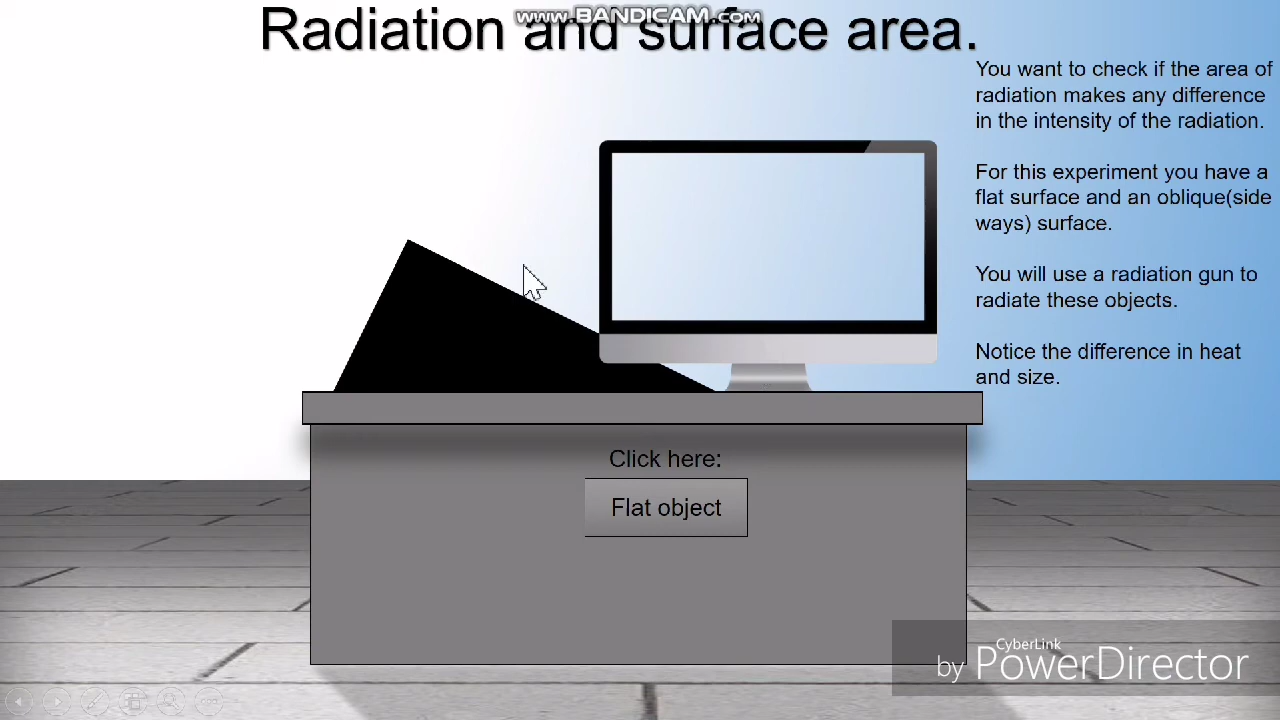 www.BANDICAM.com
Radiation and surface area.
You want to check if the area of
radiation makes any difference
in the intensity of the radiation.
For this experiment you have a
flat surface and an oblique(side
ways) surface.
You will use a radiation gun to
radiate these objects.
Notice the difference in heat
and size.
Click here:
Flat object
CyberLink
by PowerDirector